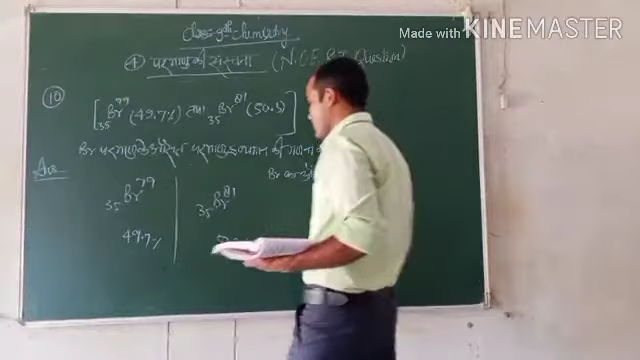 Made with KINEMASTER
Class 9th Chemistry
④ परमाणु की संरचना (N.C.E.R.T Question)
⑩ [ ₃₅Br⁷⁹ (49.7%) तथा ₃₅Br⁸¹ (50.3) ]
Br परमाणु के औसत परमाणु द्रव्यमान की गणना
Br का
Ans
₃₅Br⁷⁹ ₃₅Br⁸¹
49.7%